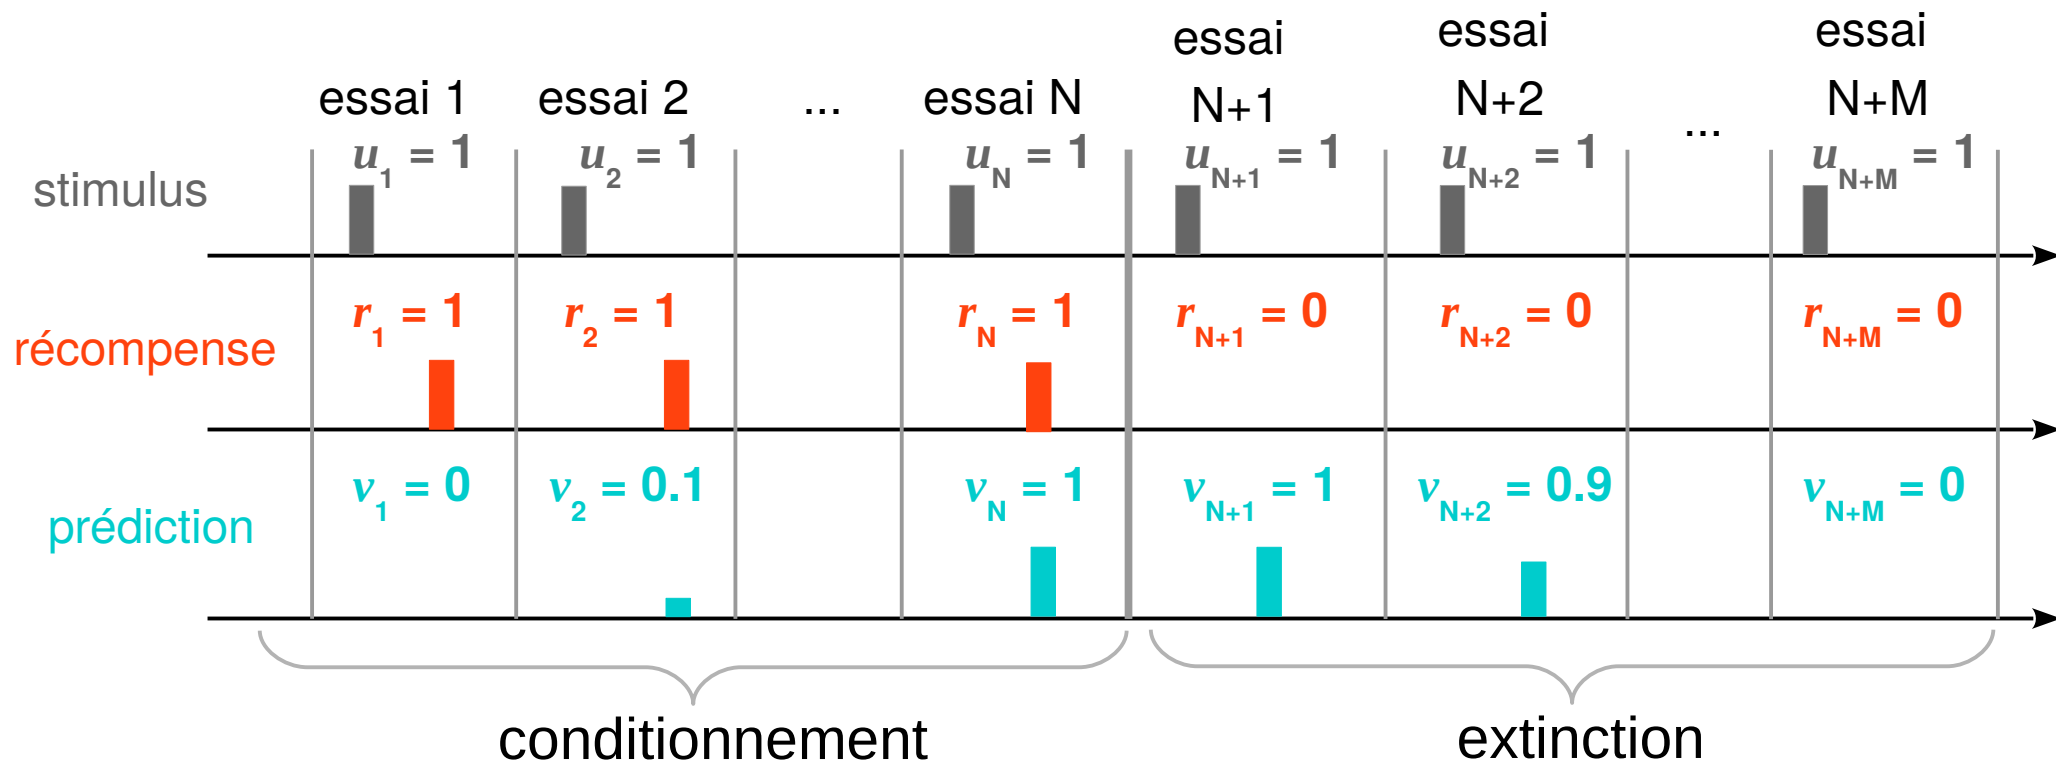 essai 1
essai 2
...
essai N
essai
N+1
essai
N+2
...
essai
N+M
stimulus
u1 = 1
u2 = 1
uN = 1
uN+1 = 1
uN+2 = 1
uN+M = 1
récompense
r1 = 1
r2 = 1
rN = 1
rN+1 = 0
rN+2 = 0
rN+M = 0
prédiction
v1 = 0
v2 = 0.1
vN = 1
vN+1 = 1
vN+2 = 0.9
vN+M = 0
conditionnement
extinction